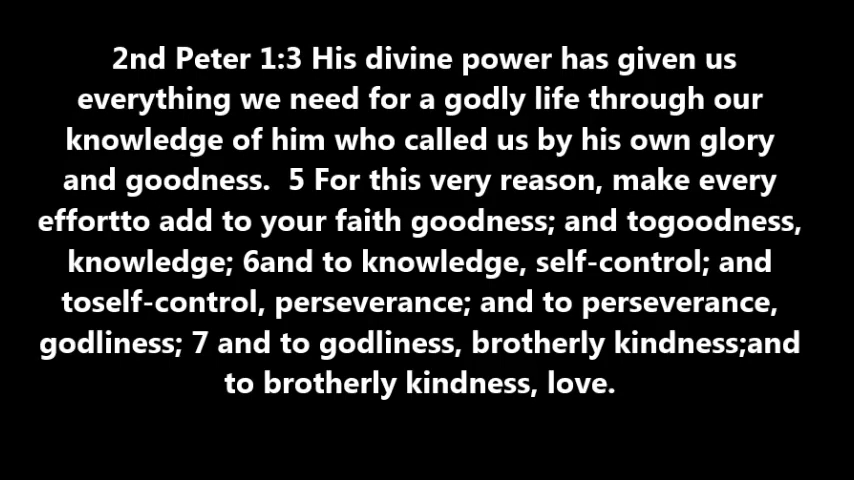 2nd Peter 1:3 His divine power has given us
everything we need for a godly life through our
knowledge of him who called us by his own glory
and goodness.  5 For this very reason, make every
effortto add to your faith goodness; and togoodness,
knowledge; 6and to knowledge, self-control; and
toself-control, perseverance; and to perseverance,
godliness; 7 and to godliness, brotherly kindness;and
to brotherly kindness, love.